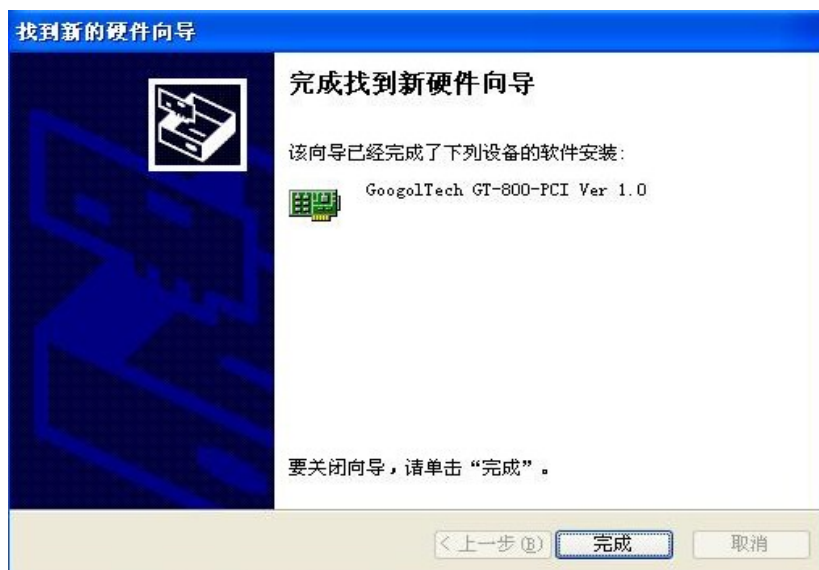 找到新的硬件向导
完成找到新硬件向导
该向导已经完成了下列设备的软件安装:
GoogolTech GT-800-PCI Ver 1.0
要关闭向导，请单击“完成”。
<上一步(B) 完成 取消